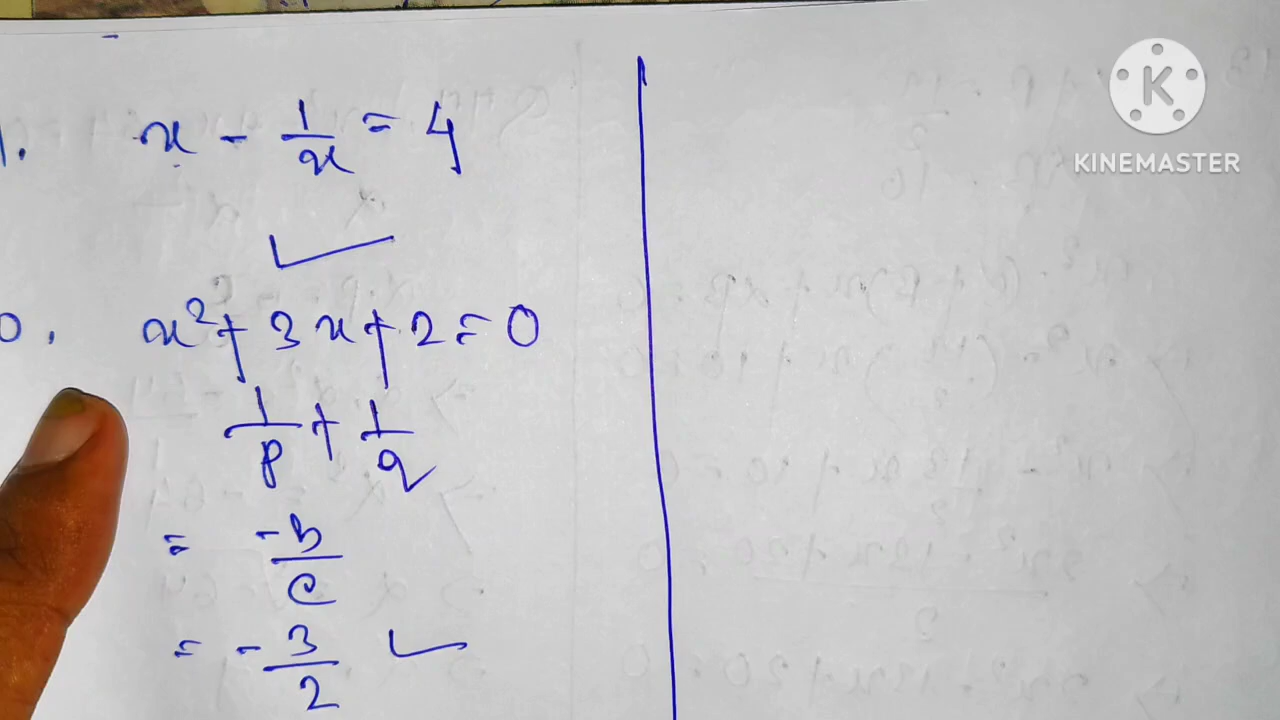 1. x - 1/x = 4
0. x² + 3x + 2 = 0
1/p + 1/q
= -b/c
= -3/2
K
KINEMASTER